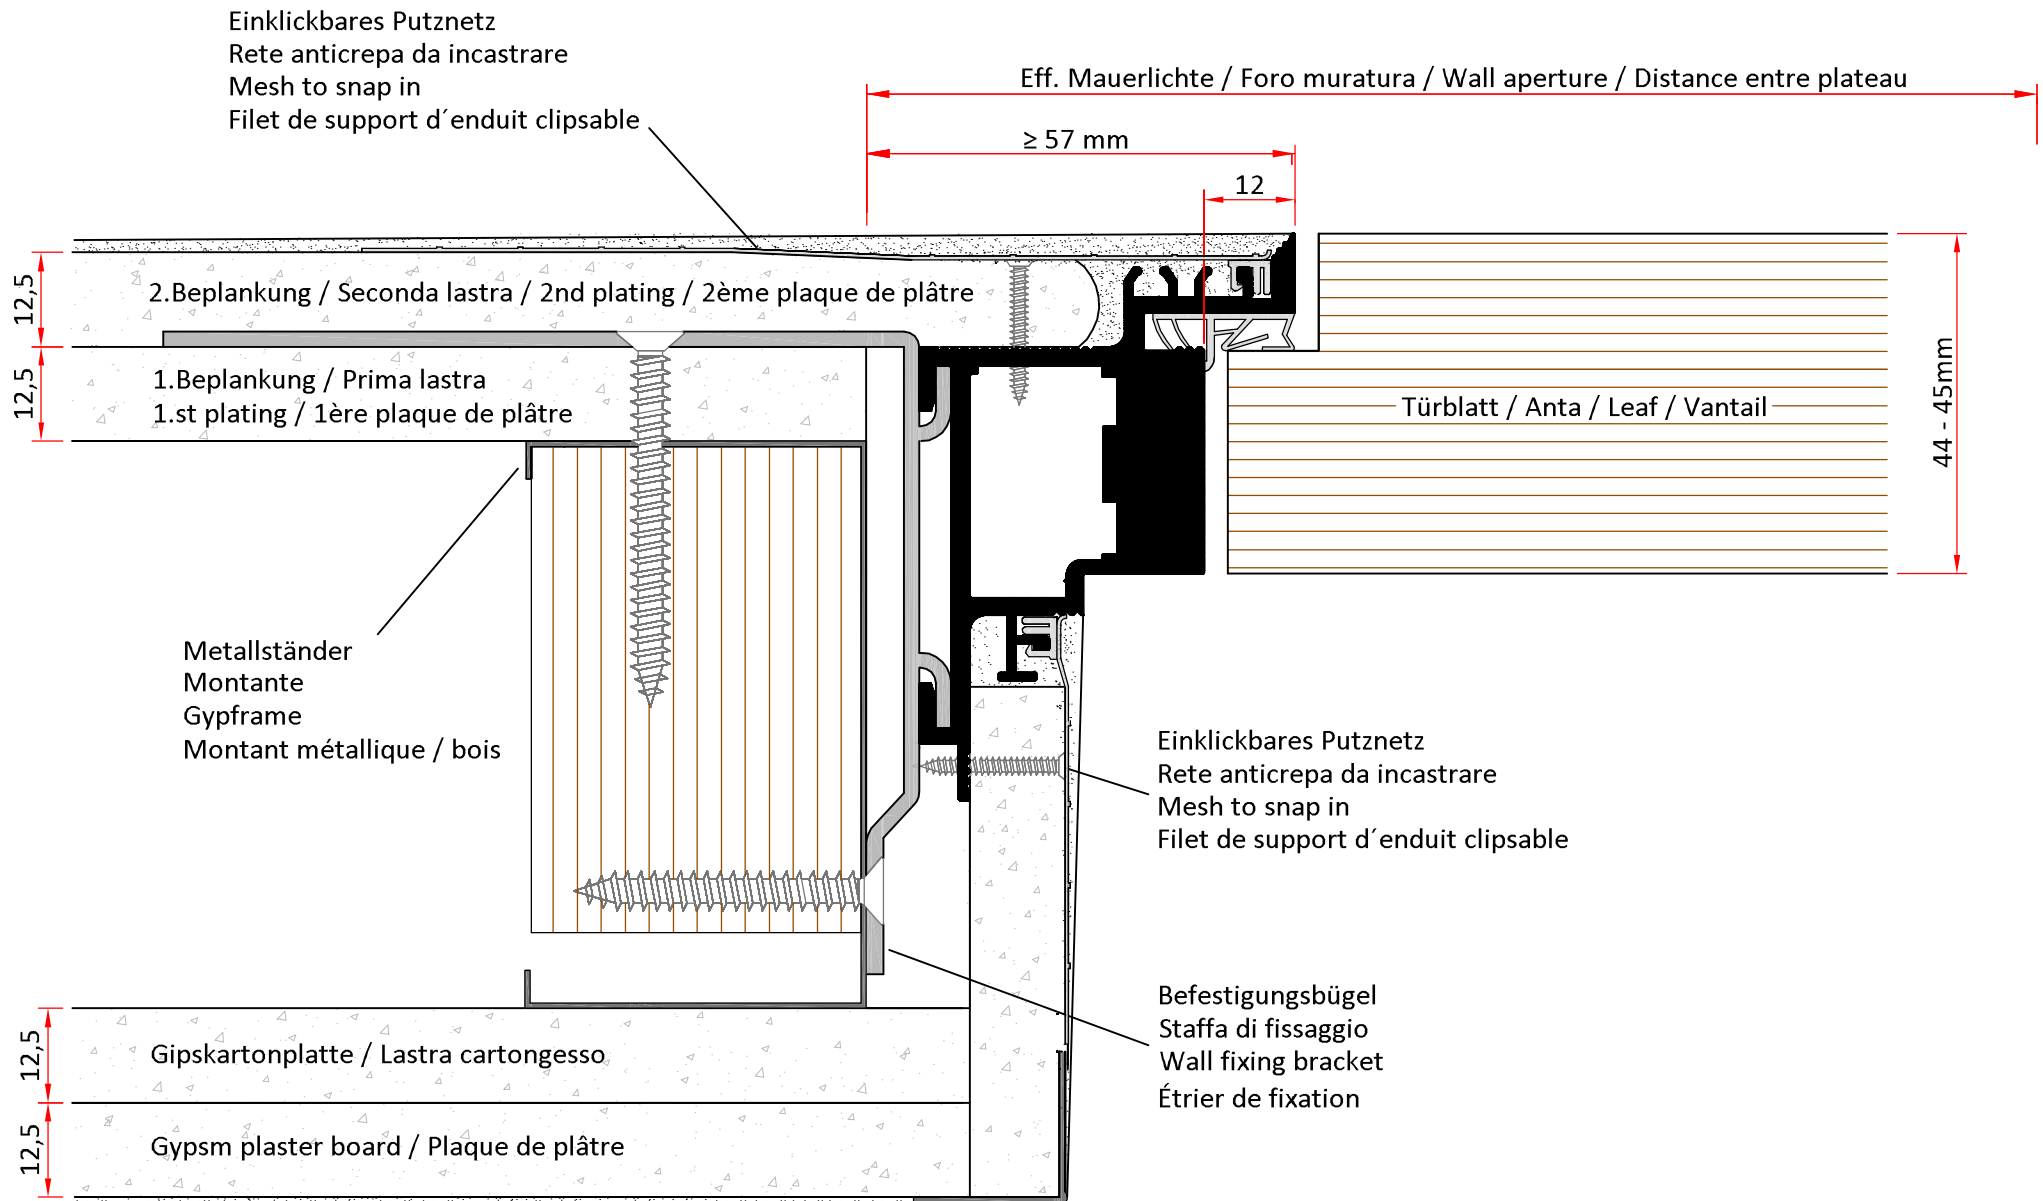 Einklickbares Putznetz
Rete anticrepa da incastrare
Mesh to snap in
Filet de support d´enduit clipsable
Eff. Mauerlichte / Foro muratura / Wall aperture / Distance entre plateau
≥ 57 mm
12
12,5
2.Beplankung / Seconda lastra / 2nd plating / 2ème plaque de plâtre
12,5
1.Beplankung / Prima lastra
1.st plating / 1ère plaque de plâtre
Türblatt / Anta / Leaf / Vantail
44 - 45mm
Metallständer
Montante
Gypframe
Montant métallique / bois
Einklickbares Putznetz
Rete anticrepa da incastrare
Mesh to snap in
Filet de support d´enduit clipsable
Befestigungsbügel
Staffa di fissaggio
Wall fixing bracket
Étrier de fixation
12,5
Gipskartonplatte / Lastra cartongesso
12,5
Gypsm plaster board / Plaque de plâtre